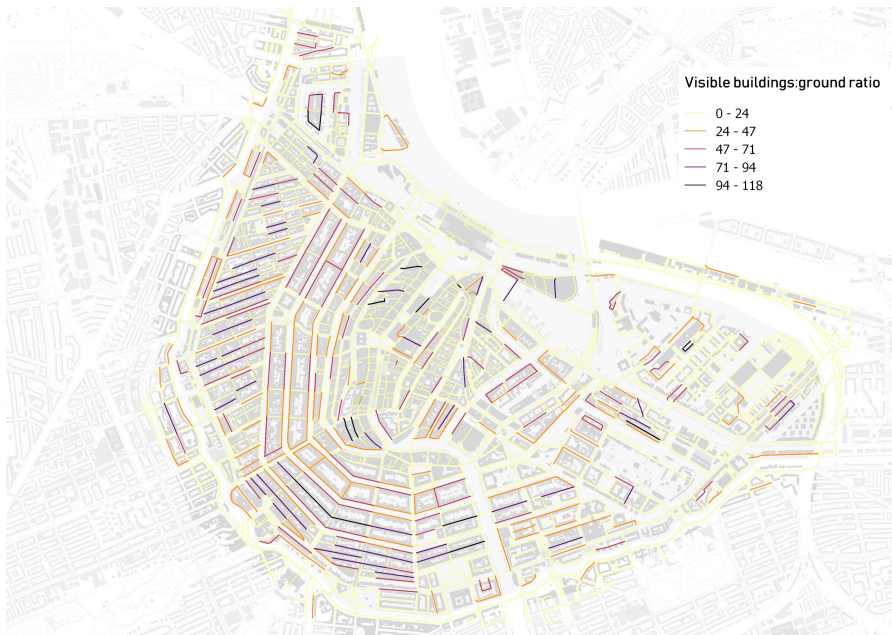 Visible buildings:ground ratio
0 - 24
24 - 47
47 - 71
71 - 94
94 - 118